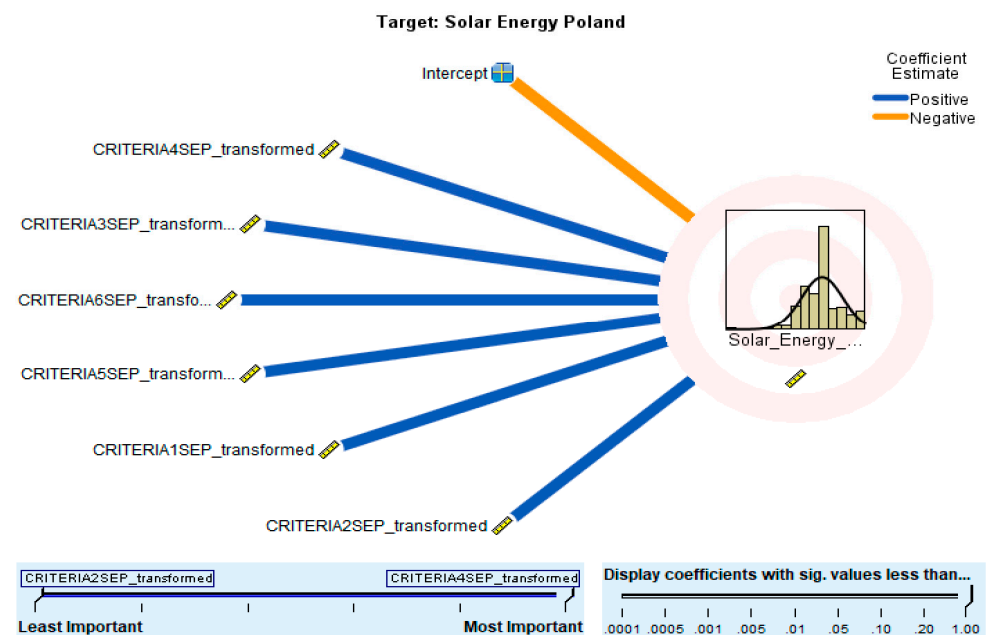 Target: Solar Energy Poland
Intercept
Coefficient
Estimate
Positive
Negative
CRITERIA4SEP_transformed
CRITERIA3SEP_transform...
CRITERIA6SEP_transfo...
CRITERIA5SEP_transform...
CRITERIA1SEP_transformed
CRITERIA2SEP_transformed
Solar_Energy_...
CRITERIA2SEP_transformed CRITERIA4SEP_transformed
Least Important Most Important
Display coefficients with sig. values less than...
.0001 .0005 .001 .005 .01 .05 .10 .20 1.00